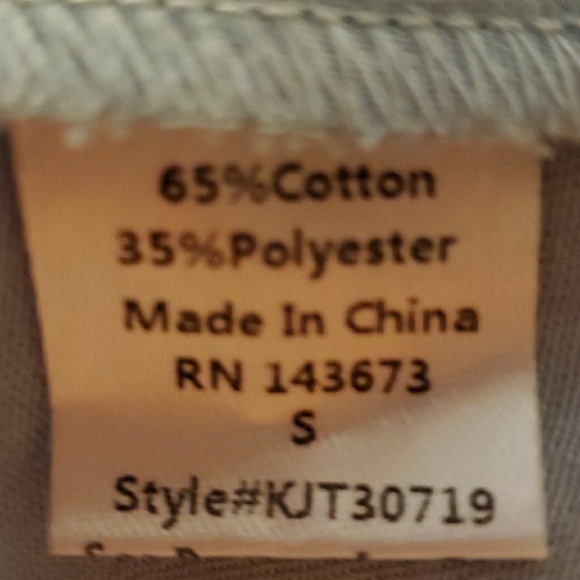 65%Cotton
35%Polyester
Made In China
RN 143673
S
Style#KJT30719